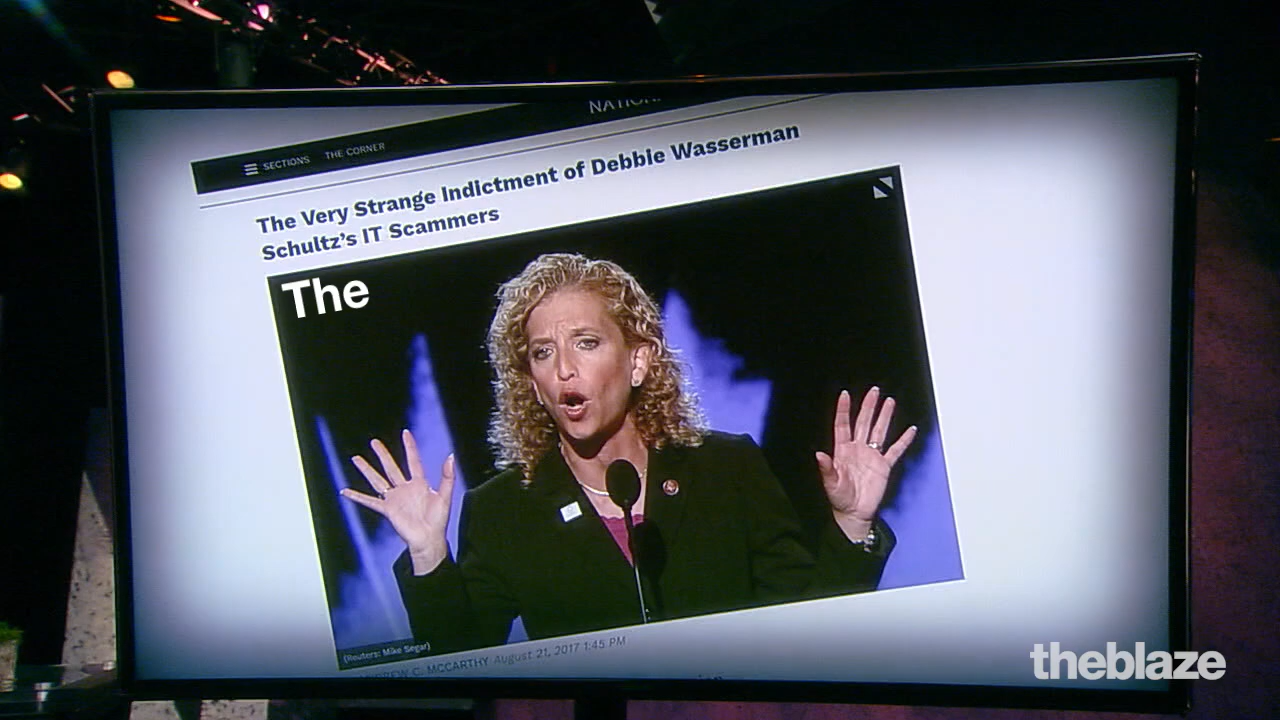 SECTIONS THE CORNER
The Very Strange Indictment of Debbie Wasserman
Schultz's IT Scammers
The
(Reuters: Mike Segar)
C. MCCARTHY August 21, 2017 1:45 PM
theblaze